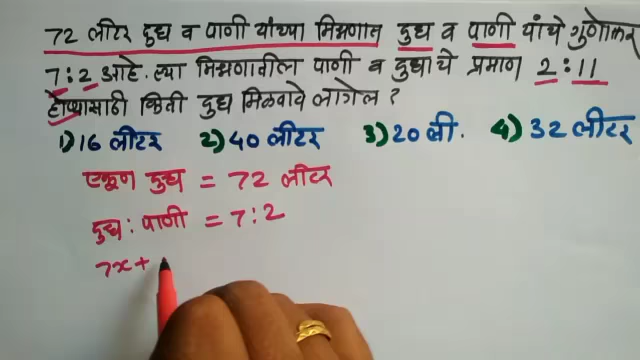 72 लीटर दुध व पाणी यांच्या मिश्रणात दुध व पाणी यांचे गुणोत्तर
7:2 आहे. त्या मिश्रणातील पाणी व दुधाचे प्रमाण 2:11
होण्यासाठी किती दुध मिळवावे लागेल ?
1) 16 लीटर 2) 40 लीटर 3) 20 ली. 4) 32 लीटर
एकूण दुध = 72 लीटर
दुध : पाणी = 7:2
7x +